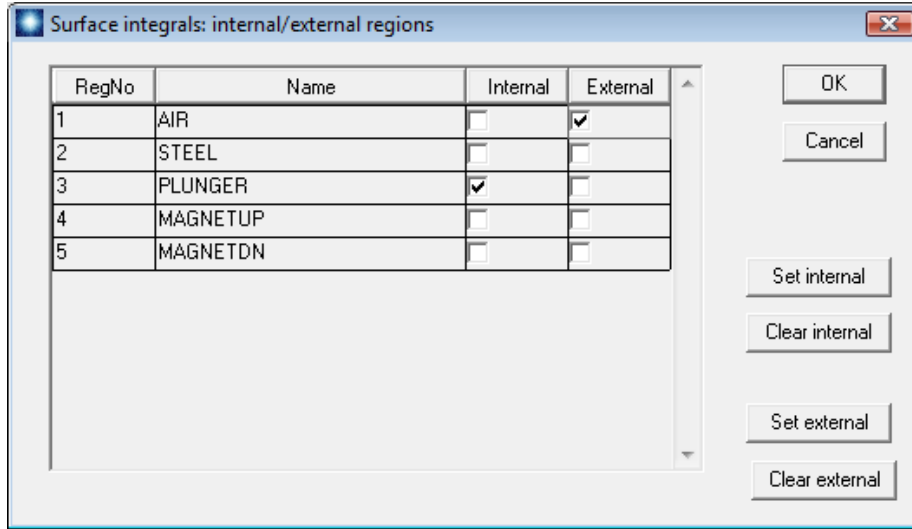 Surface integrals: internal/external regions
RegNo Name Internal External
1 AIR
2 STEEL
3 PLUNGER
4 MAGNETUP
5 MAGNETDN
OK
Cancel
Set internal
Clear internal
Set external
Clear external